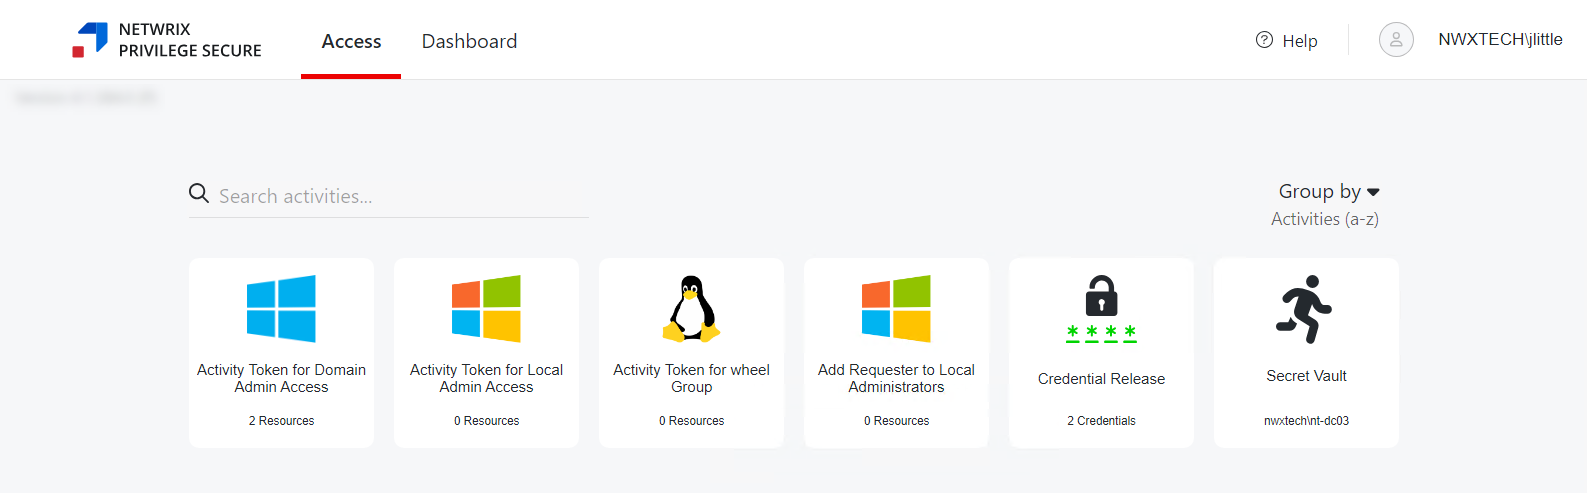 NETWRIX
PRIVILEGE SECURE
Access
Dashboard
Help
NWXTECH\jlittle
Search activities...
Group by
Activities (a-z)
Activity Token for Domain
Admin Access
2 Resources
Activity Token for Local
Admin Access
0 Resources
Activity Token for wheel
Group
0 Resources
Add Requester to Local
Administrators
0 Resources
* * * *
Credential Release
2 Credentials
Secret Vault
nwxtech\nt-dc03